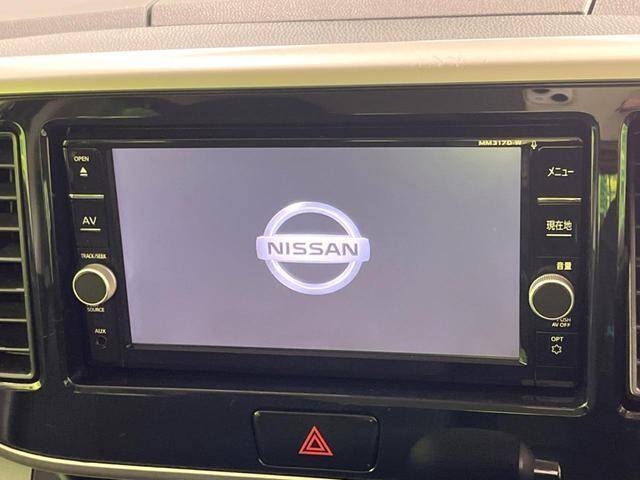 MM317D-W
OPEN
AV
TRACK/SEEK
SOURCE
AUX
NISSAN
メニュー
現在地
音量
PUSH
AV OFF
OPT